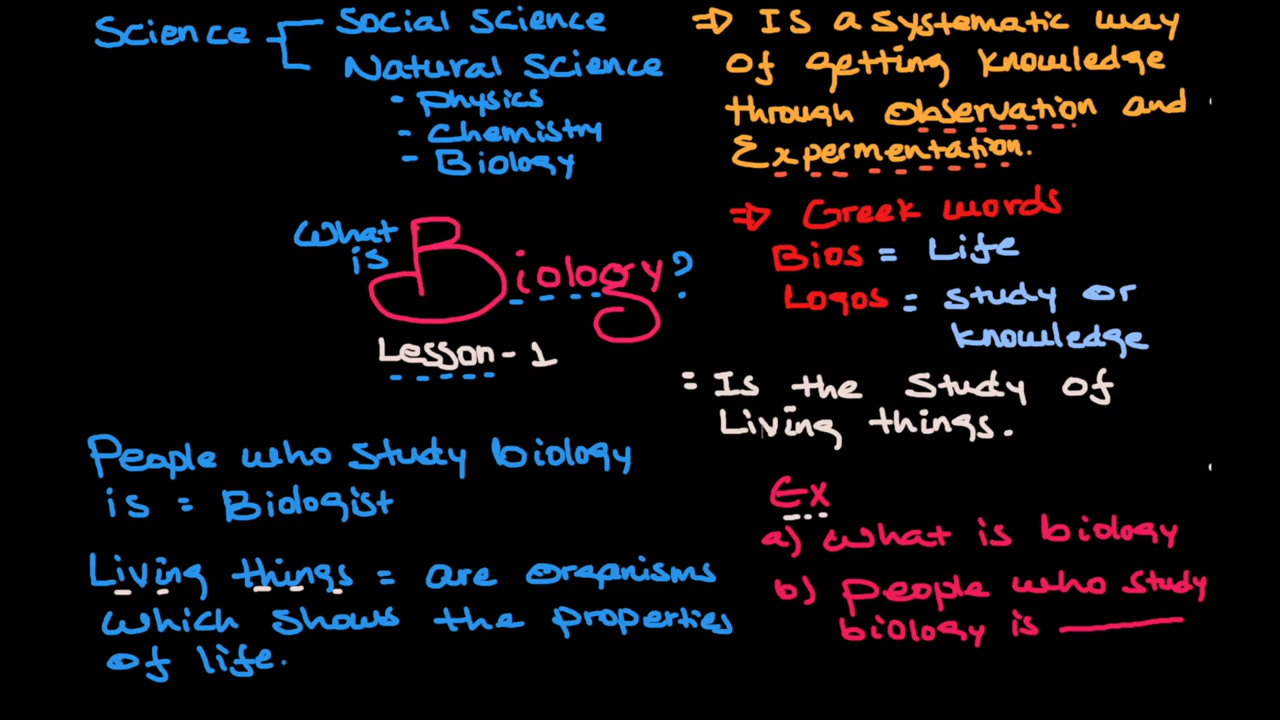 Science
Social Science
Natural Science
- Physics
- Chemistry
- Biology
⇒ Is a systematic way
of getting knowledge
through Observation and
Expermentation.
What is Biology?
Lesson - 1
⇒ Greek words
Bios = Life
Logos = study or
knowledge
= Is the study of
Living things.
People who study biology
is = Biologist
Living things = are Organisms
which shows the properties
of life.
Ex
a) what is biology
b) people who study
biology is ______